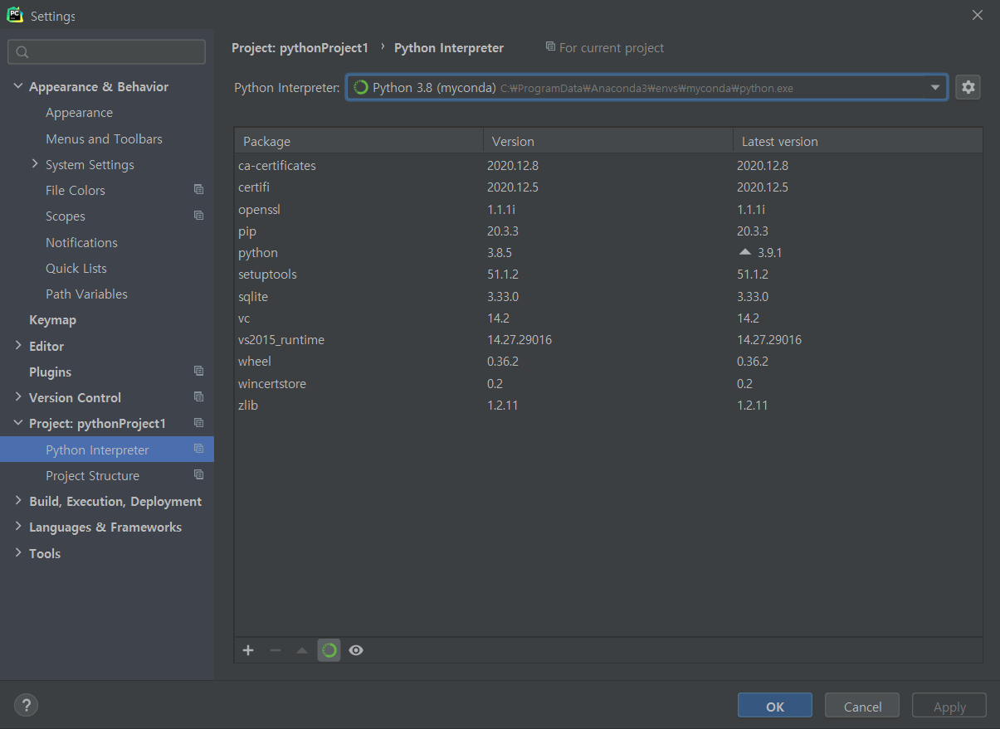 Settings
Appearance & Behavior
Appearance
Menus and Toolbars
System Settings
File Colors
Scopes
Notifications
Quick Lists
Path Variables
Keymap
Editor
Plugins
Version Control
Project: pythonProject1
Python Interpreter
Project Structure
Build, Execution, Deployment
Languages & Frameworks
Tools
Project: pythonProject1 › Python Interpreter For current project
Python Interpreter: Python 3.8 (myconda) C:₩ProgramData₩Anaconda3₩envs₩myconda₩python.exe
Package Version Latest version
ca-certificates 2020.12.8 2020.12.8
certifi 2020.12.5 2020.12.5
openssl 1.1.1i 1.1.1i
pip 20.3.3 20.3.3
python 3.8.5 3.9.1
setuptools 51.1.2 51.1.2
sqlite 3.33.0 3.33.0
vc 14.2 14.2
vs2015_runtime 14.27.29016 14.27.29016
wheel 0.36.2 0.36.2
wincertstore 0.2 0.2
zlib 1.2.11 1.2.11
? OK Cancel Apply